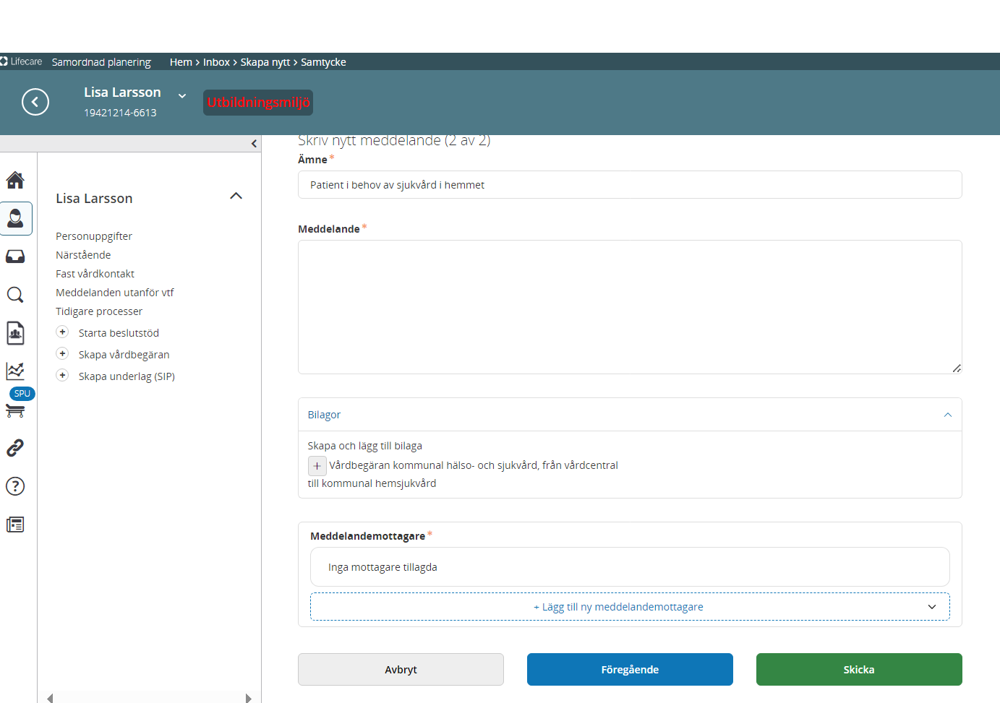 Lifecare Samordnad planering Hem > Inbox > Skapa nytt > Samtycke
Lisa Larsson
19421214-6613
Utbildningsmiljö
Lisa Larsson
Personuppgifter
Närstående
Fast vårdkontakt
Meddelanden utanför vtf
Tidigare processer
+ Starta beslutstöd
+ Skapa vårdbegäran
+ Skapa underlag (SIP)
SPU
?
Skriv nytt meddelande (2 av 2)
Ämne *
Patient i behov av sjukvård i hemmet
Meddelande *
Bilagor
Skapa och lägg till bilaga
+ Vårdbegäran kommunal hälso- och sjukvård, från vårdcentral
till kommunal hemsjukvård
Meddelandemottagare *
Inga mottagare tillagda
+ Lägg till ny meddelandemottagare
Avbryt Föregående Skicka